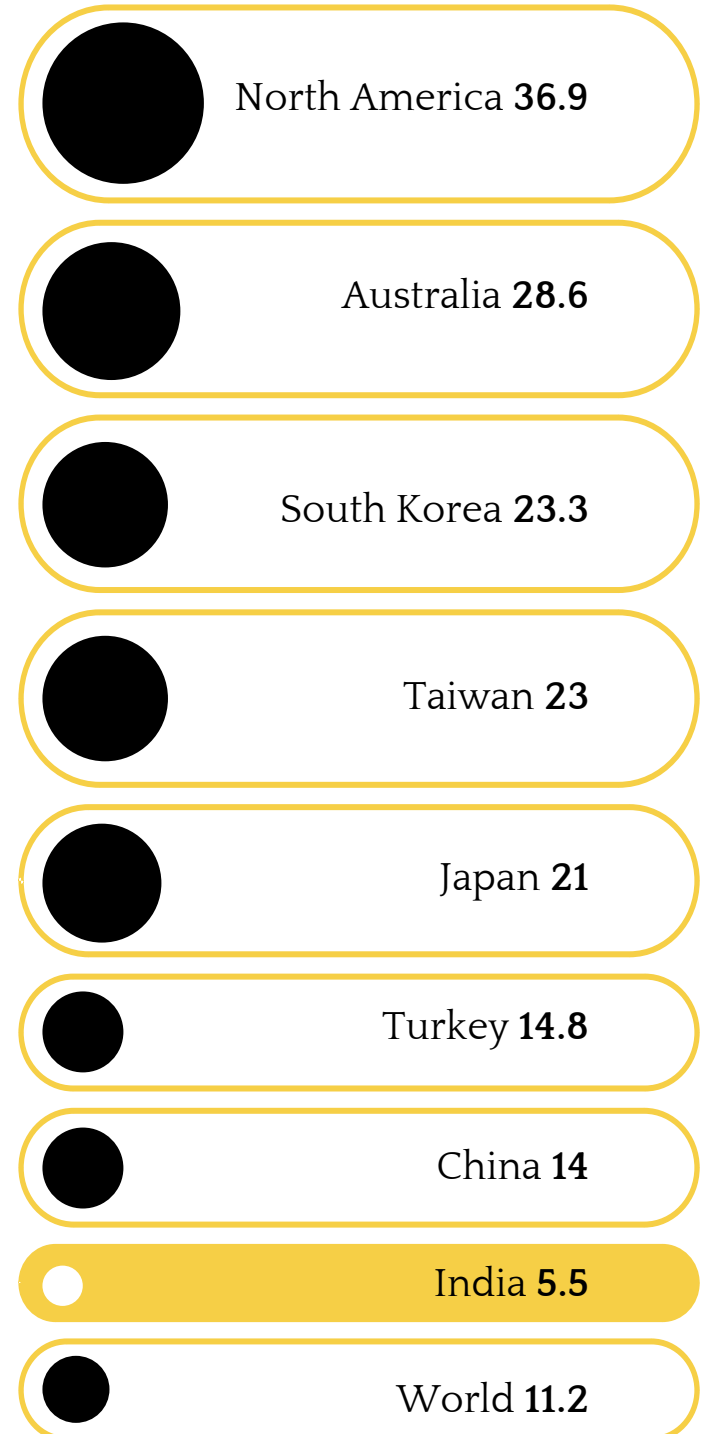 North America 36.9
Australia 28.6
South Korea 23.3
Taiwan 23
Japan 21
Turkey 14.8
China 14
India 5.5
World 11.2